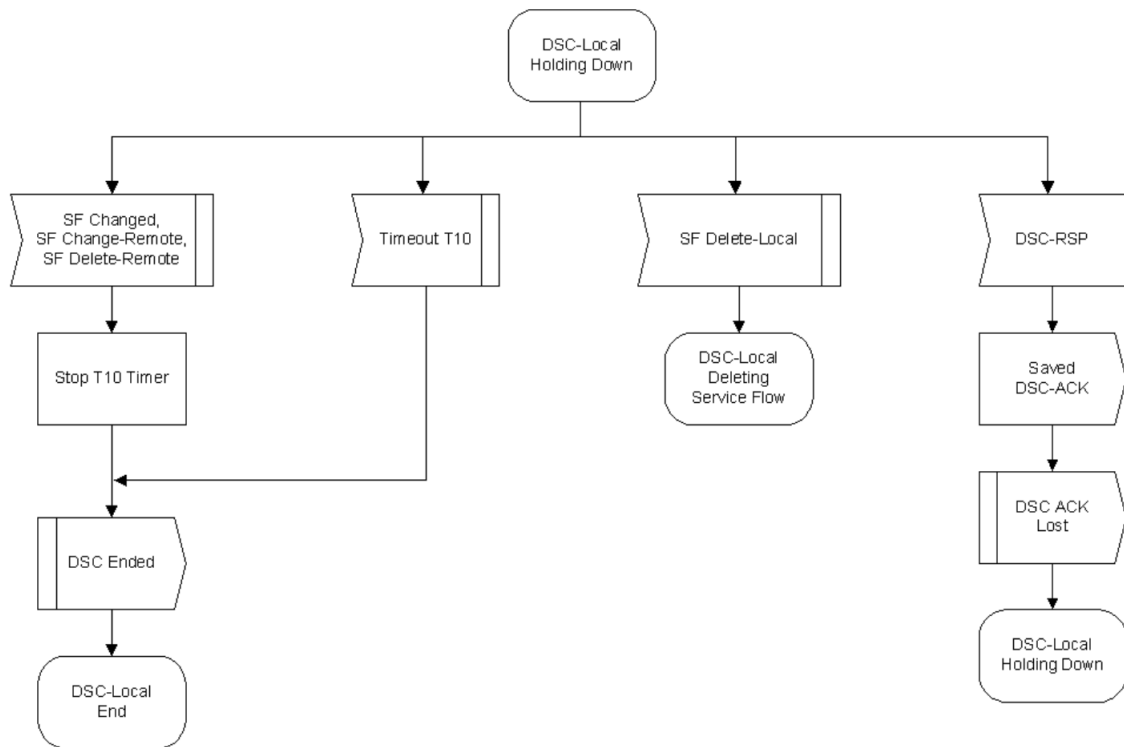 DSC-Local
Holding Down
SF Changed,
SF Change-Remote,
SF Delete-Remote
Timeout T10
SF Delete-Local
DSC-RSP
Stop T10 Timer
DSC-Local
Deleting
Service Flow
Saved
DSC-ACK
DSC Ended
DSC ACK
Lost
DSC-Local
End
DSC-Local
Holding Down